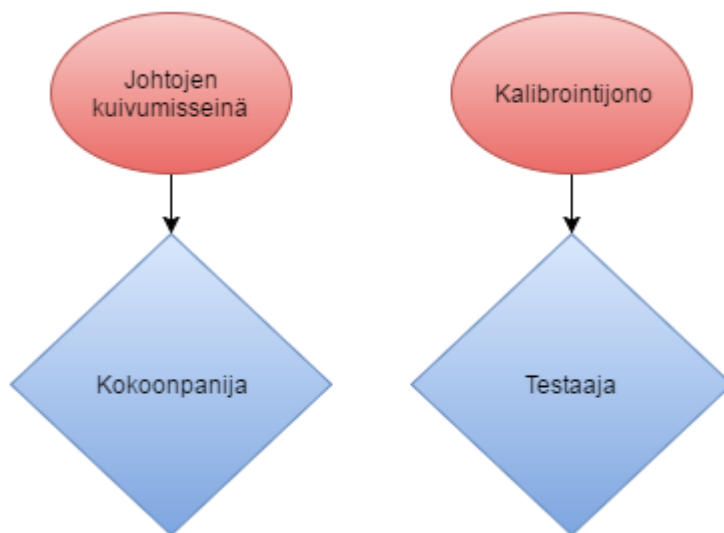 Johtojen
kuivumisseinä
Kalibrointijono
Kokoonpanija
Testaaja